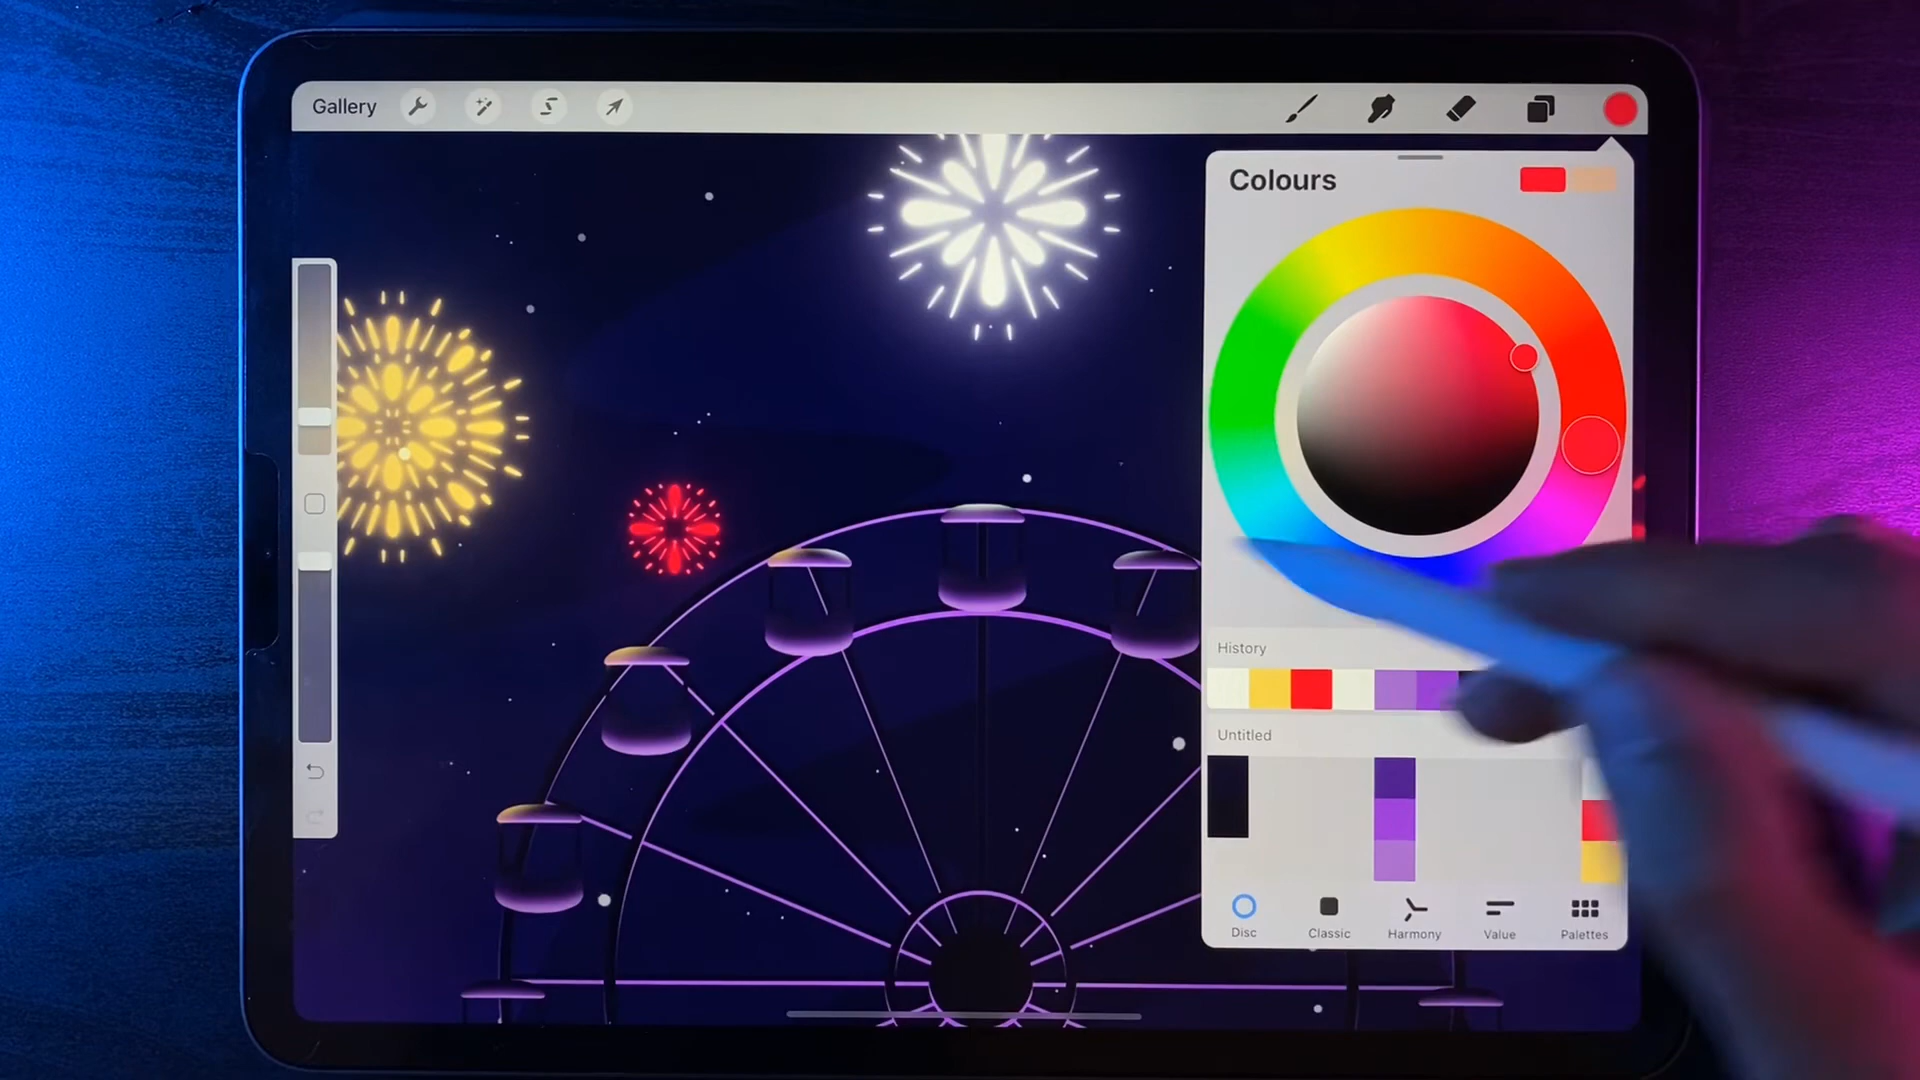 Gallery
Colours
History
Untitled
Disc
Classic
Harmony
Value
Palettes